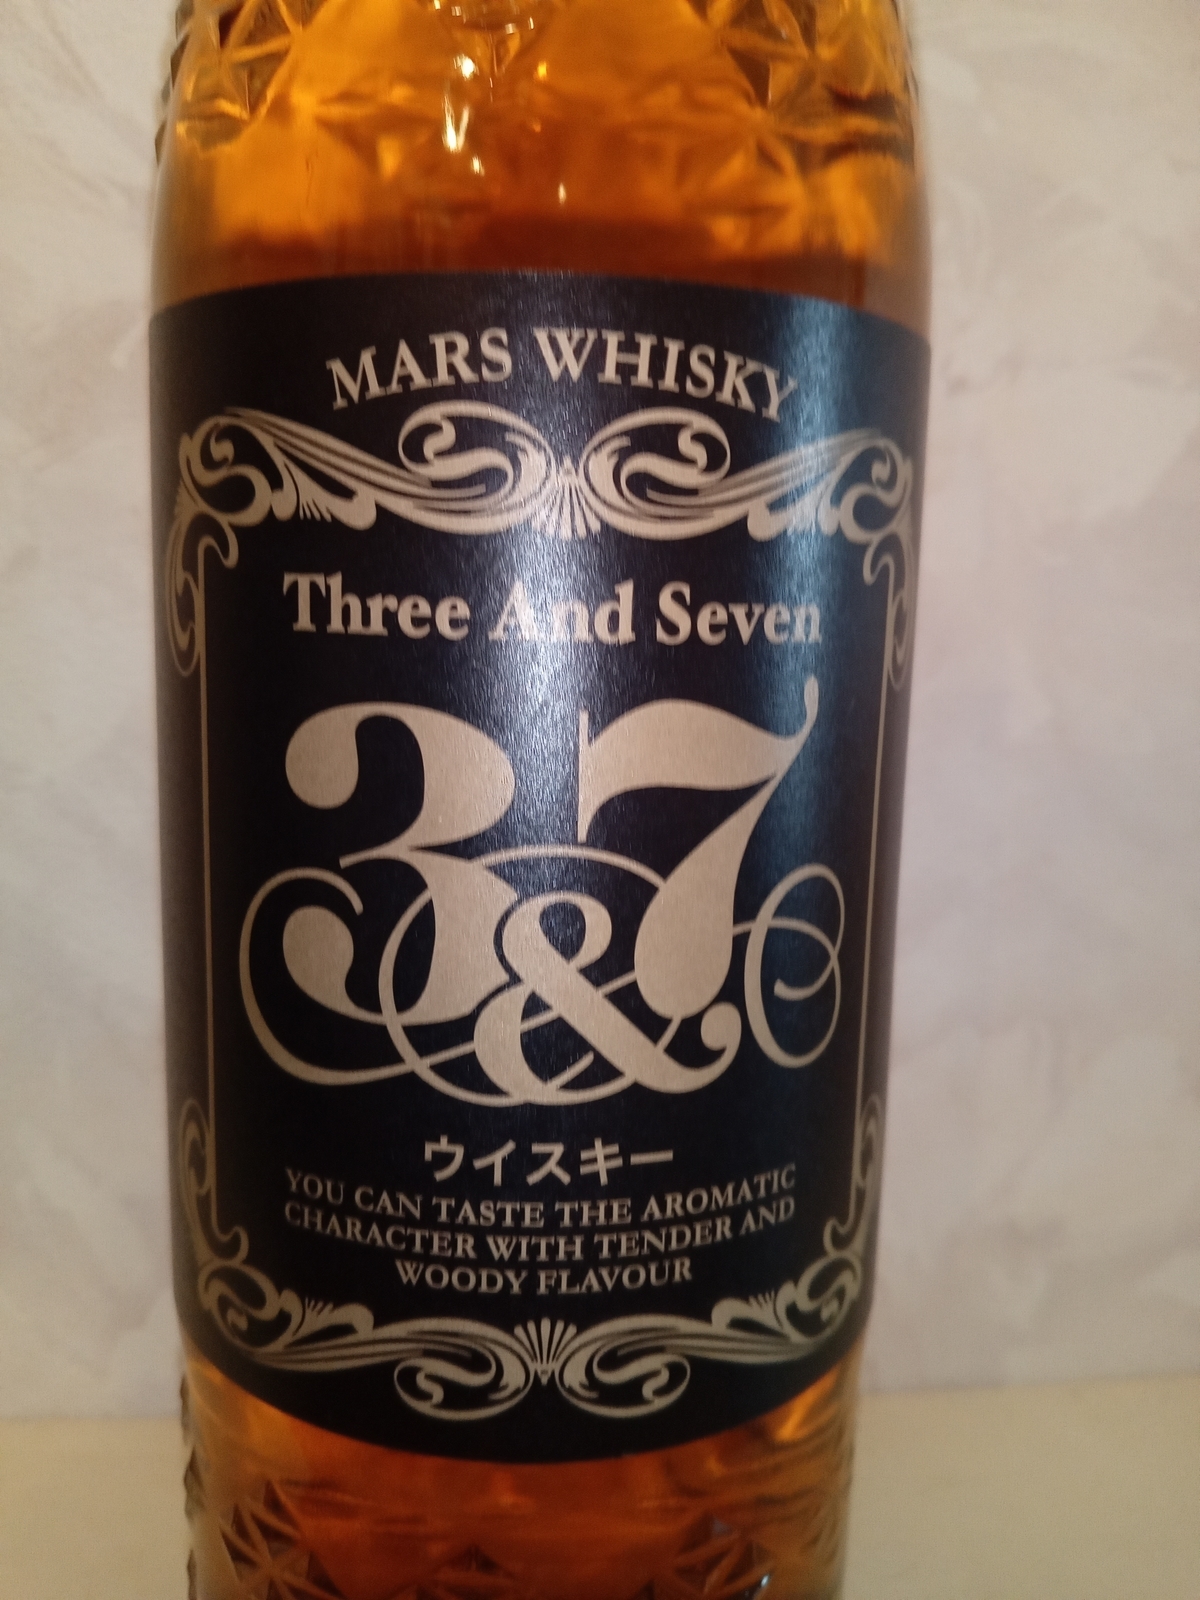 MARS WHISKY
Three And Seven
3&7
ウイスキー
YOU CAN TASTE THE AROMATIC
CHARACTER WITH TENDER AND
WOODY FLAVOUR